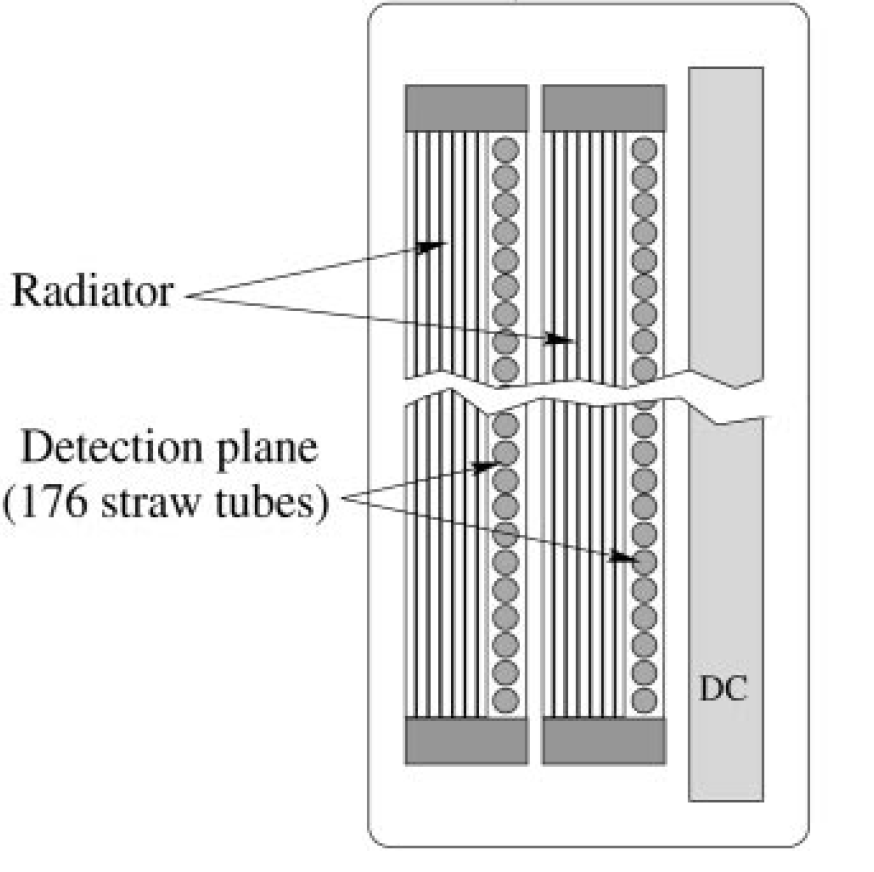 Radiator
Detection plane
(176 straw tubes)
DC